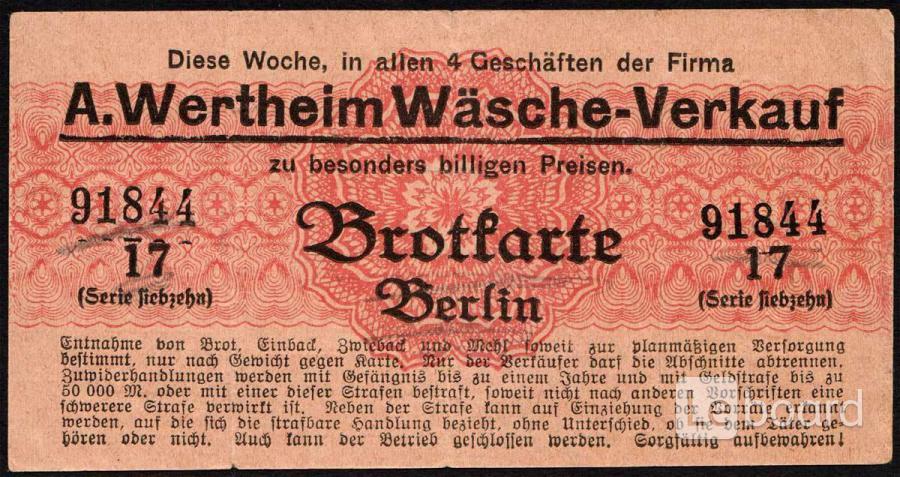 Diese Woche, in allen 4 Geschäften der Firma
A. Wertheim Wäsche-Verkauf
zu besonders billigen Preisen.
91844
17
(Serie siebzehn)
Brotkarte
Berlin
91844
17
(Serie siebzehn)
Entnahme von Brot, Einback, Zwieback und Mehl soweit zur planmäßigen Versorgung
bestimmt, nur nach Gewicht gegen Karte. Nur der Verkäufer darf die Abschnitte abtrennen.
Zuwiderhandlungen werden mit Gefängnis bis zu einem Jahre und mit Geldstrafe bis zu
50 000 M. oder mit einer dieser Strafen bestraft, soweit nicht nach anderen Vorschriften eine
schwerere Strafe verwirkt ist. Neben der Strafe kann auf Einziehung der Vorräte erkannt
werden, auf die sich die strafbare Handlung bezieht, ohne Unterschied, ob sie dem Täter ge-
hören oder nicht. Auch kann der Betrieb geschlossen werden. Sorgfältig aufbewahren!
board